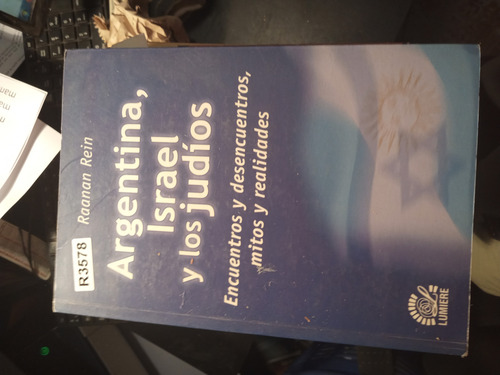 Raanan Rein
Argentina,
Israel
y los judíos
Encuentros y desencuentros,
mitos y realidades
R3578
LUMIERE